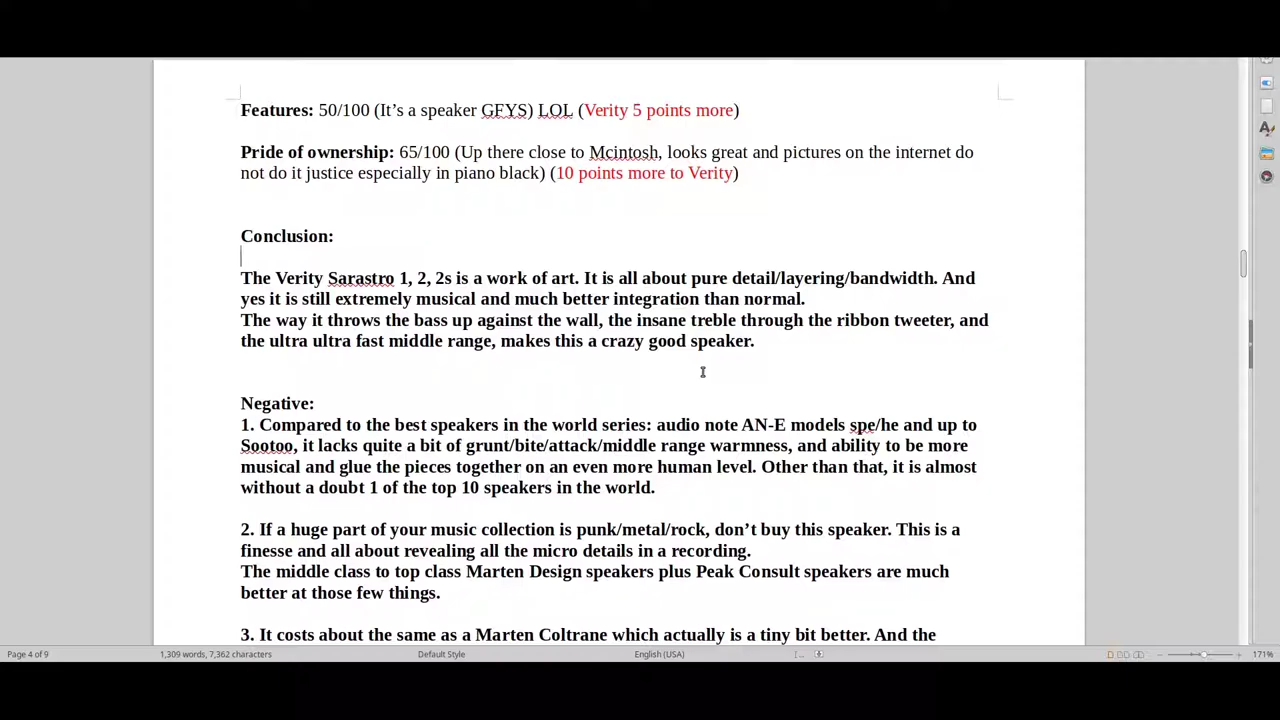 Features: 50/100 (It’s a speaker GFYS) LOL (Verity 5 points more)
Pride of ownership: 65/100 (Up there close to Mcintosh, looks great and pictures on the internet do
not do it justice especially in piano black) (10 points more to Verity)
Conclusion:
The Verity Sarastro 1, 2, 2s is a work of art. It is all about pure detail/layering/bandwidth. And
yes it is still extremely musical and much better integration than normal.
The way it throws the bass up against the wall, the insane treble through the ribbon tweeter, and
the ultra ultra fast middle range, makes this a crazy good speaker.
Negative:
1. Compared to the best speakers in the world series: audio note AN-E models spe/he and up to
Sootoo, it lacks quite a bit of grunt/bite/attack/middle range warmness, and ability to be more
musical and glue the pieces together on an even more human level. Other than that, it is almost
without a doubt 1 of the top 10 speakers in the world.
2. If a huge part of your music collection is punk/metal/rock, don’t buy this speaker. This is a
finesse and all about revealing all the micro details in a recording.
The middle class to top class Marten Design speakers plus Peak Consult speakers are much
better at those few things.
3. It costs about the same as a Marten Coltrane which actually is a tiny bit better. And the
Page 4 of 9 1,309 words, 7,362 characters Default Style English (USA) 171%